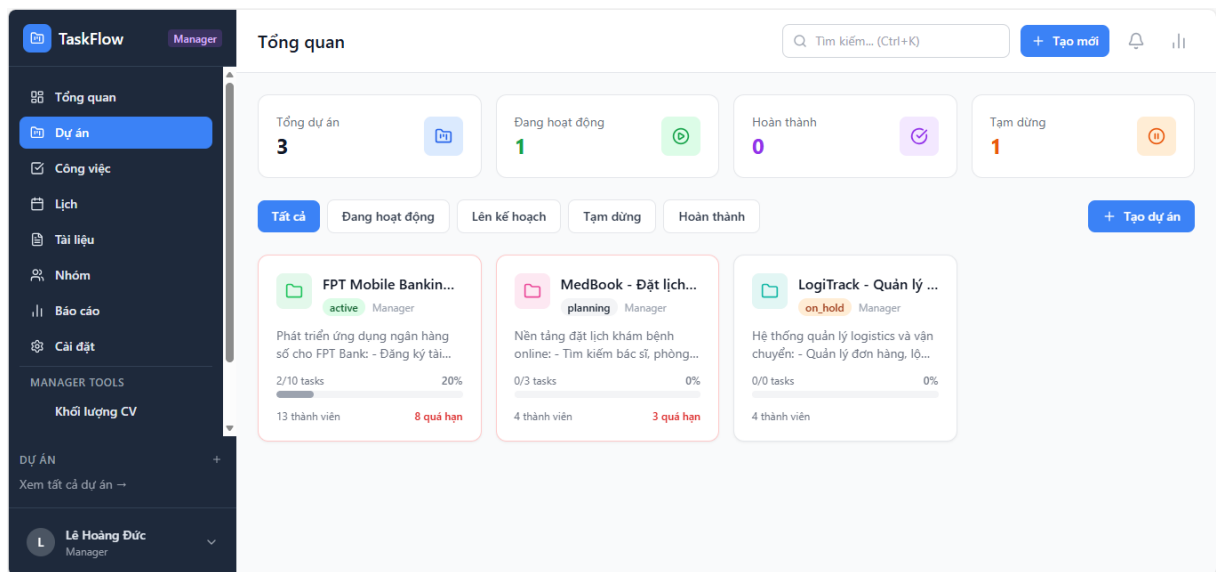 TaskFlow
Manager
Tổng quan
Dự án
Công việc
Lịch
Tài liệu
Nhóm
Báo cáo
Cài đặt
MANAGER TOOLS
Khối lượng CV
DỰ ÁN
+
Xem tất cả dự án →
L
Lê Hoàng Đức
Manager
Tổng quan
Tìm kiếm... (Ctrl+K)
+ Tạo mới
Tổng dự án
3
Đang hoạt động
1
Hoàn thành
0
Tạm dừng
1
Tất cả
Đang hoạt động
Lên kế hoạch
Tạm dừng
Hoàn thành
+ Tạo dự án
FPT Mobile Bankin...
active Manager
Phát triển ứng dụng ngân hàng
số cho FPT Bank: - Đăng ký tài...
2/10 tasks 20%
13 thành viên 8 quá hạn
MedBook - Đặt lịch...
planning Manager
Nền tảng đặt lịch khám bệnh
online: - Tìm kiếm bác sĩ, phòng...
0/3 tasks 0%
4 thành viên 3 quá hạn
LogiTrack - Quản lý ...
on_hold Manager
Hệ thống quản lý logistics và vận
chuyển: - Quản lý đơn hàng, lộ...
0/0 tasks 0%
4 thành viên